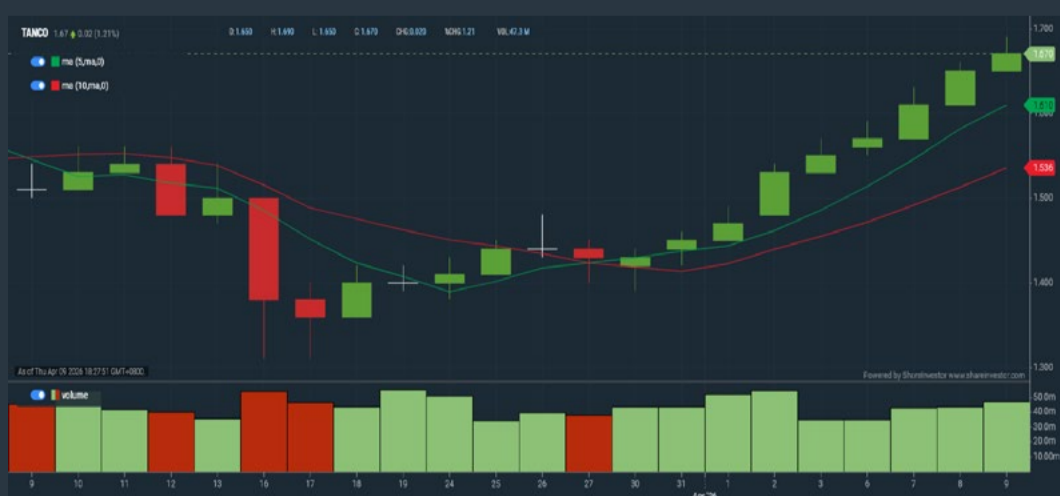 TANCO 1.67 0.02 (1.21%) O:1.650 H:1.690 L:1.650 C:1.670 CHG:0.020 %CHG:1.21 VOL:47.3 M
ma (5,ma,0)
ma (10,ma,0)
1.700
1.670
1.610
1.600
1.536
1.500
1.400
1.300
As of Thu Apr 09 2026 18:27:51 GMT+0800.
Powered by ShareInvestor www.shareinvestor.com
volume
50.0m
40.0m
30.0m
20.0m
10.00m
9 10 11 12 13 16 17 18 19 24 25 26 27 30 31 1 2 3 6 7 8 9
Apr '26